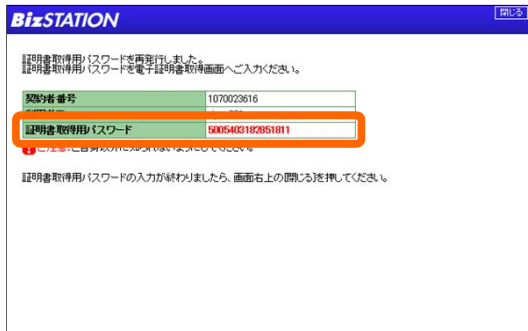 BizSTATION
閉じる
証明書取得用パスワードを再発行しました。
証明書取得用パスワードを電子証明書取得画面へご入力ください。
契約者番号 1070023616
証明書取得用パスワード 5005403182851811
証明書取得用パスワードの入力が終わりましたら、画面右上の[閉じる]を押してください。